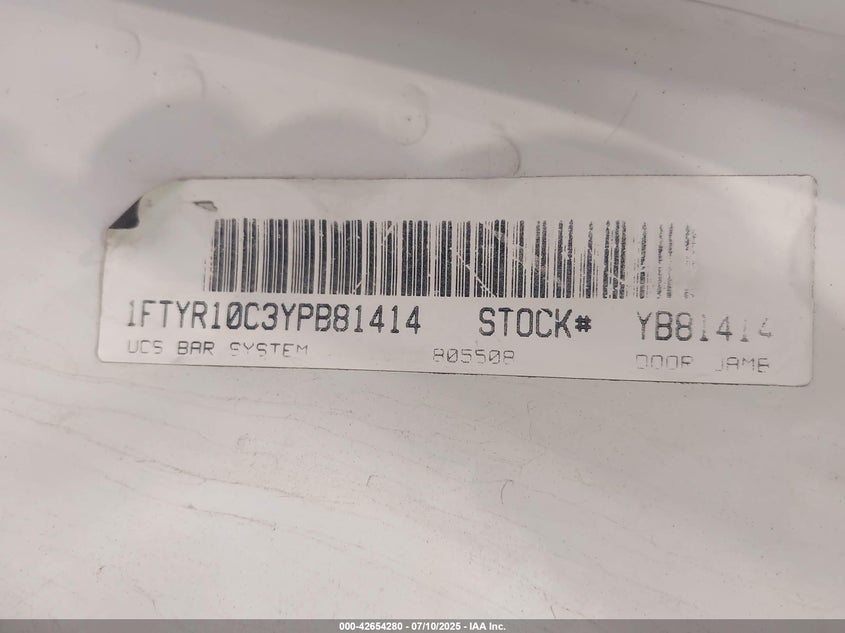 1FTYR10C3YPB81414 STOCK# YB81414
UCS BAR SYSTEM 805508 DOOR JAMB
000-42654280 - 07/10/2025 - IAA Inc.